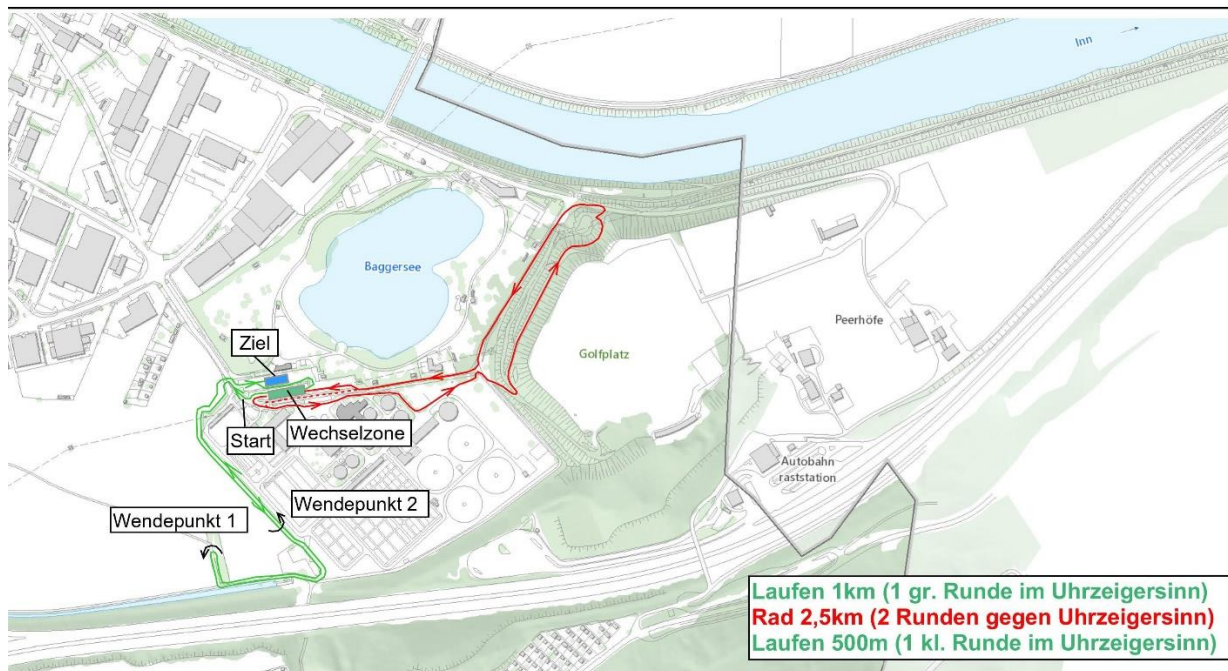 Inn
Baggersee
Peerhöfe
Golfplatz
Ziel
Start
Wechselzone
Autobahn
raststation
Wendepunkt 2
Wendepunkt 1
Laufen 1km (1 gr. Runde im Uhrzeigersinn)
Rad 2,5km (2 Runden gegen Uhrzeigersinn)
Laufen 500m (1 kl. Runde im Uhrzeigersinn)